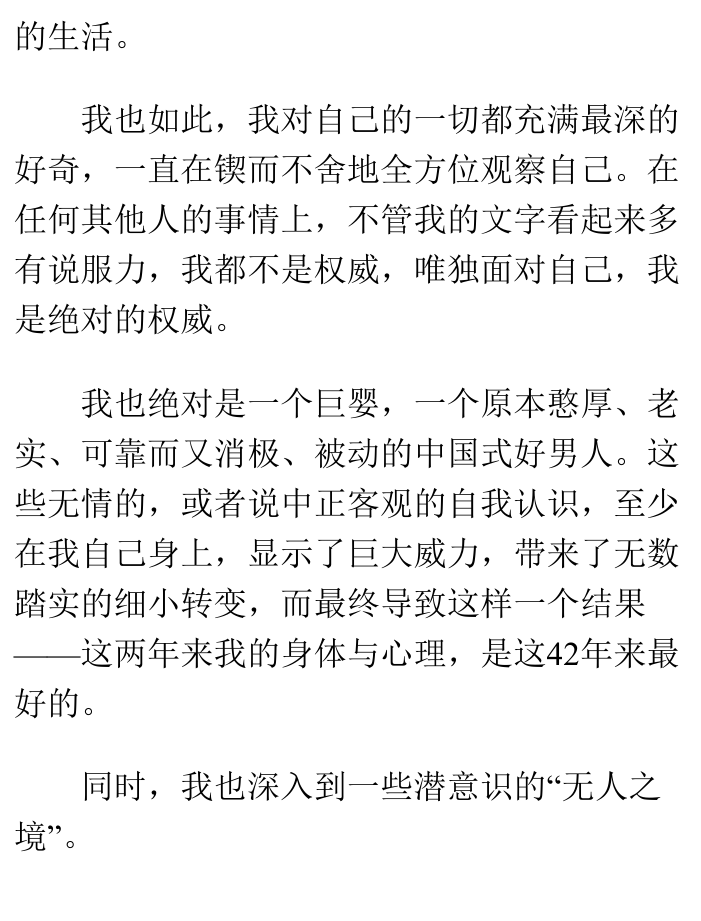 的生活。
我也如此，我对自己的一切都充满最深的
好奇，一直在锲而不舍地全方位观察自己。在
任何其他人的事情上，不管我的文字看起来多
有说服力，我都不是权威，唯独面对自己，我
是绝对的权威。
我也绝对是一个巨婴，一个原本憨厚、老
实、可靠而又消极、被动的中国式好男人。这
些无情的，或者说中正客观的自我认识，至少
在我自己身上，显示了巨大威力，带来了无数
踏实的细小转变，而最终导致这样一个结果
——这两年来我的身体与心理，是这42年来最
好的。
同时，我也深入到一些潜意识的“无人之
境”。